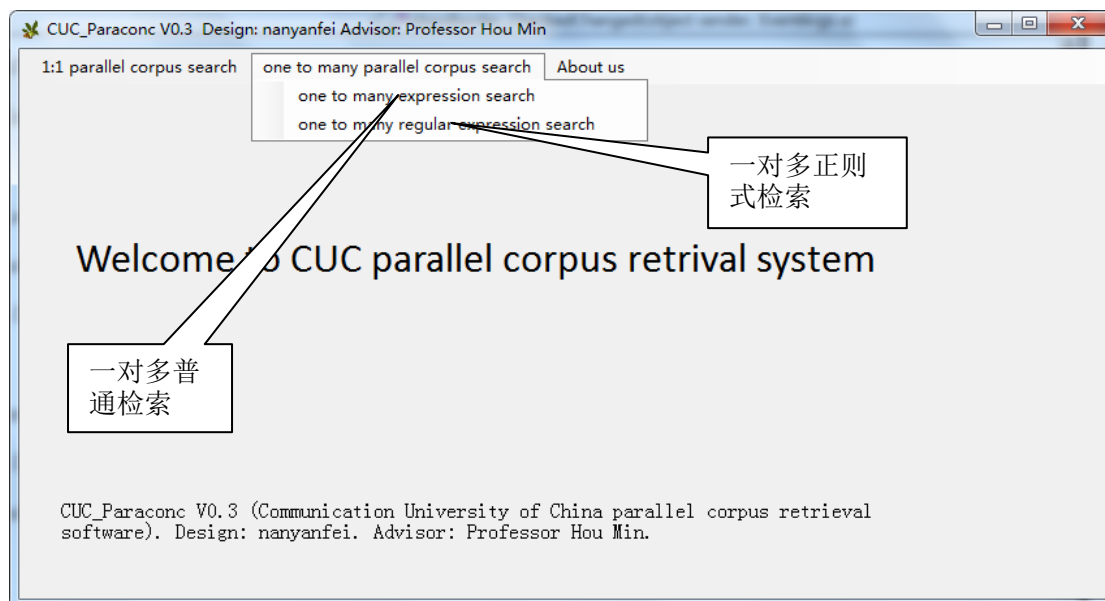 CUC_Paraconc V0.3 Design: nanyanfei Advisor: Professor Hou Min
1:1 parallel corpus search one to many parallel corpus search About us
one to many expression search
one to many regular expression search
一对多正则
式检索
Welcome to CUC parallel corpus retrival system
一对多普
通检索
CUC_Paraconc V0.3 (Communication University of China parallel corpus retrieval
software). Design: nanyanfei. Advisor: Professor Hou Min.